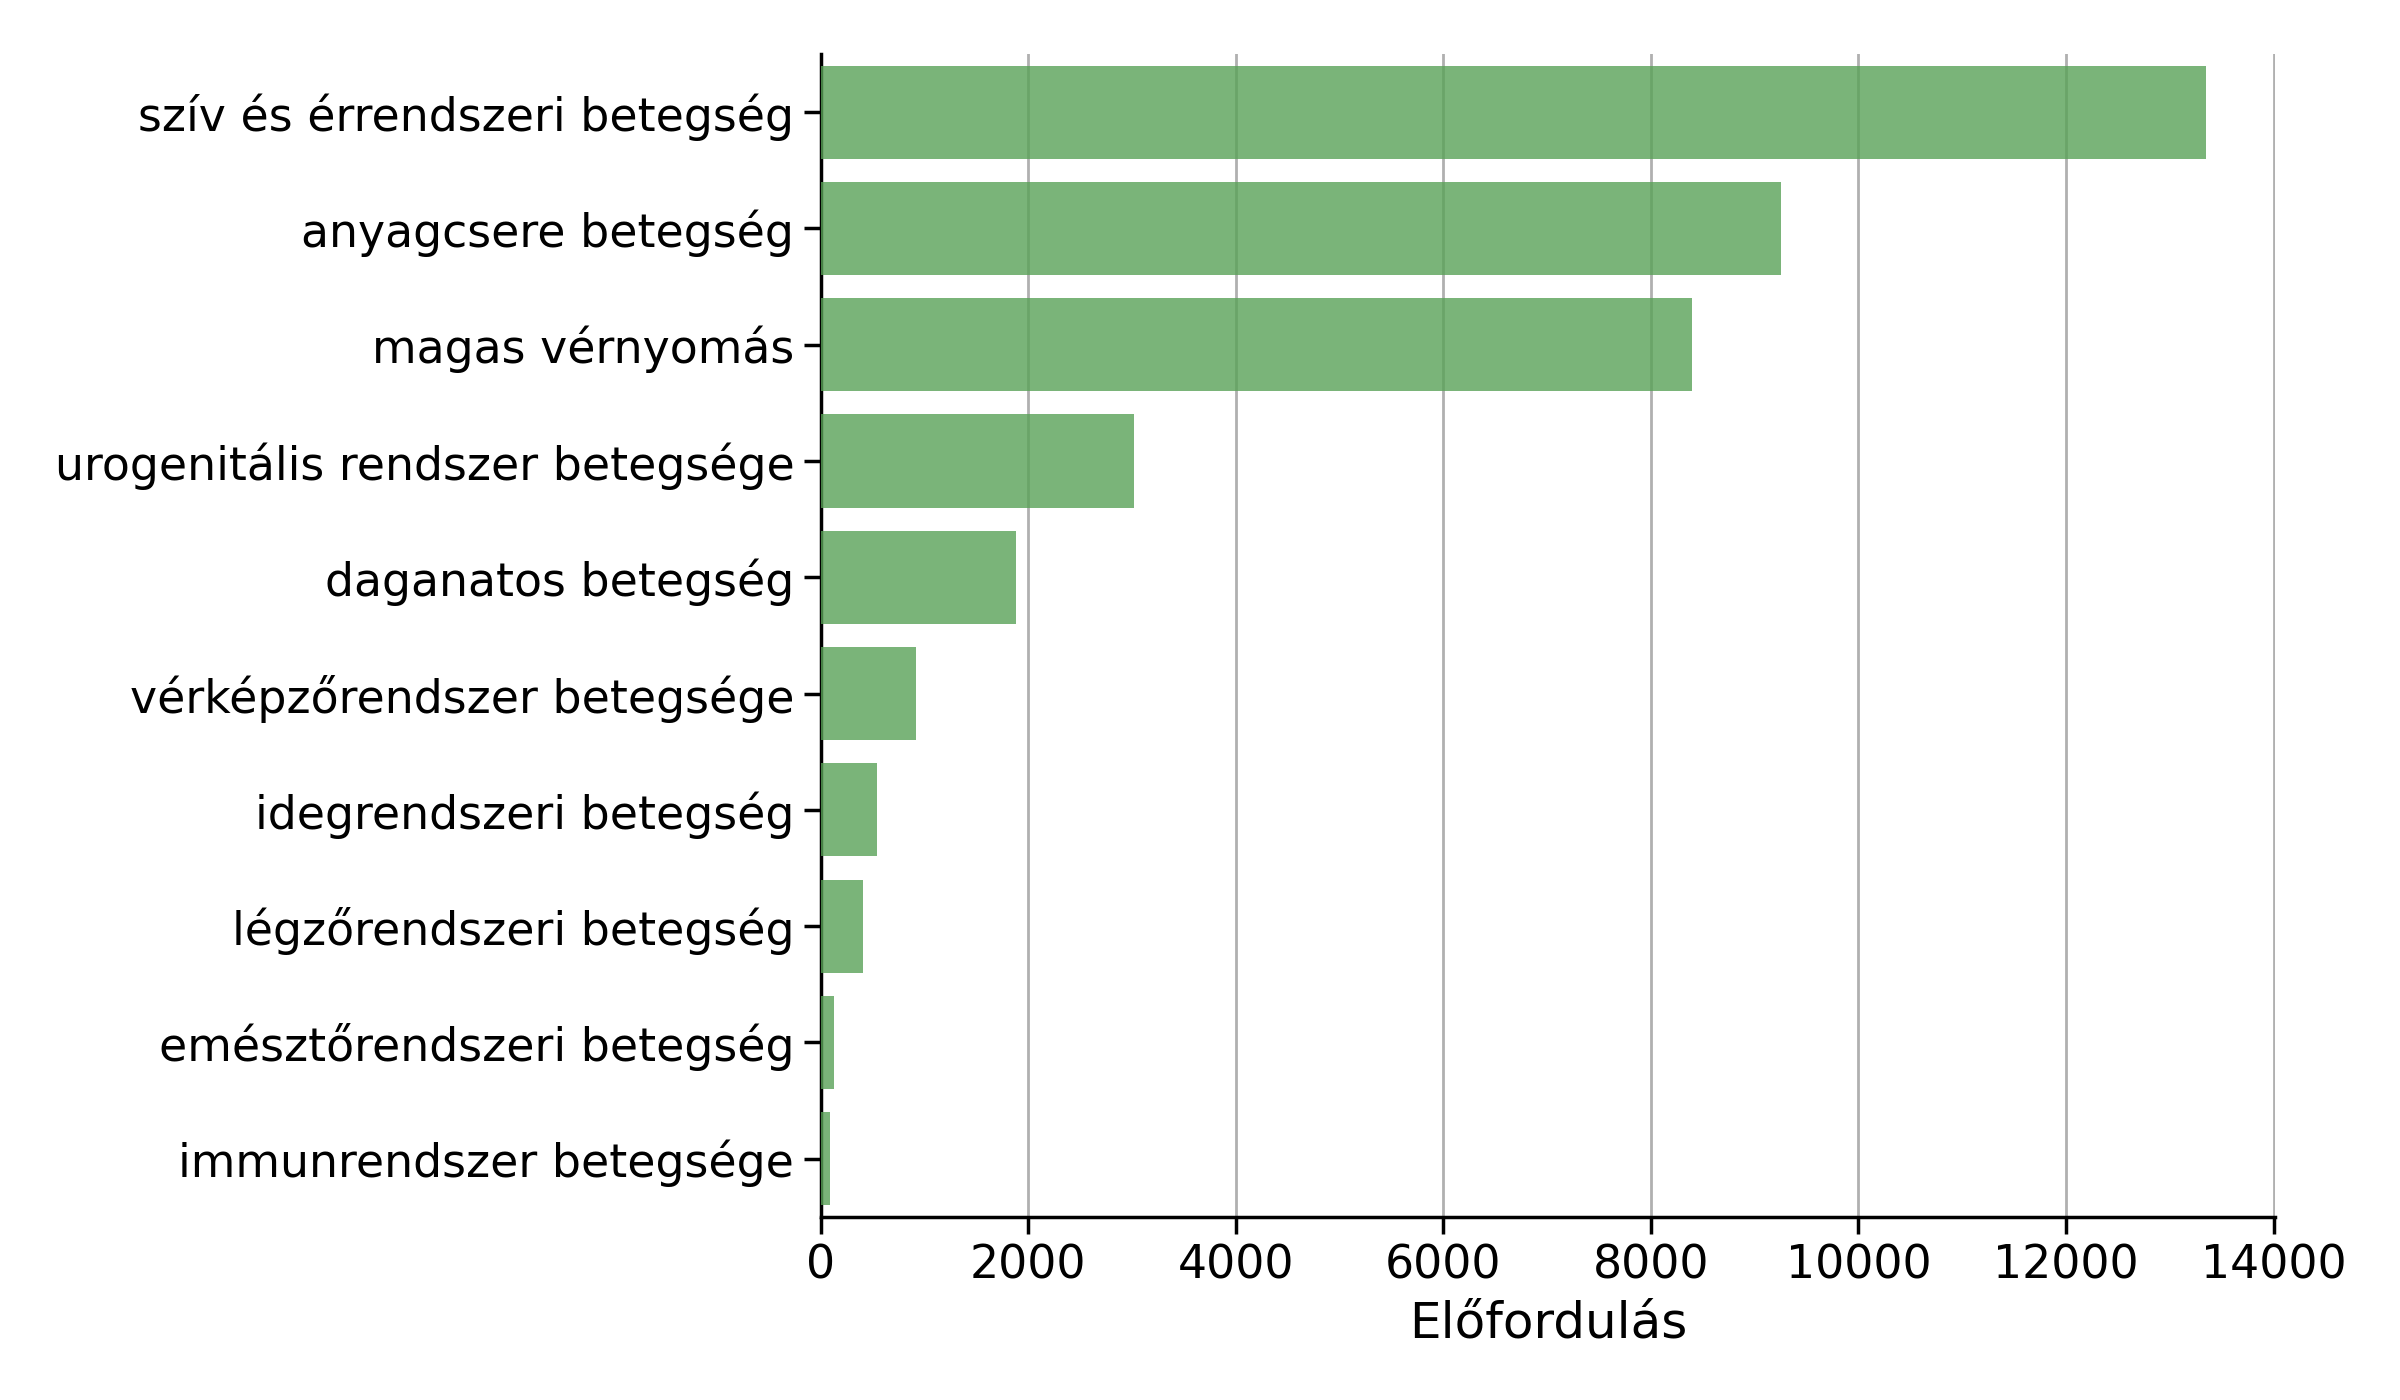 szív és érrendszeri betegség
anyagcsere betegség
magas vérnyomás
urogenitális rendszer betegsége
daganatos betegség
vérképzőrendszer betegsége
idegrendszeri betegség
légzőrendszeri betegség
emésztőrendszeri betegség
immunrendszer betegsége
0 2000 4000 6000 8000 10000 12000 14000
Előfordulás